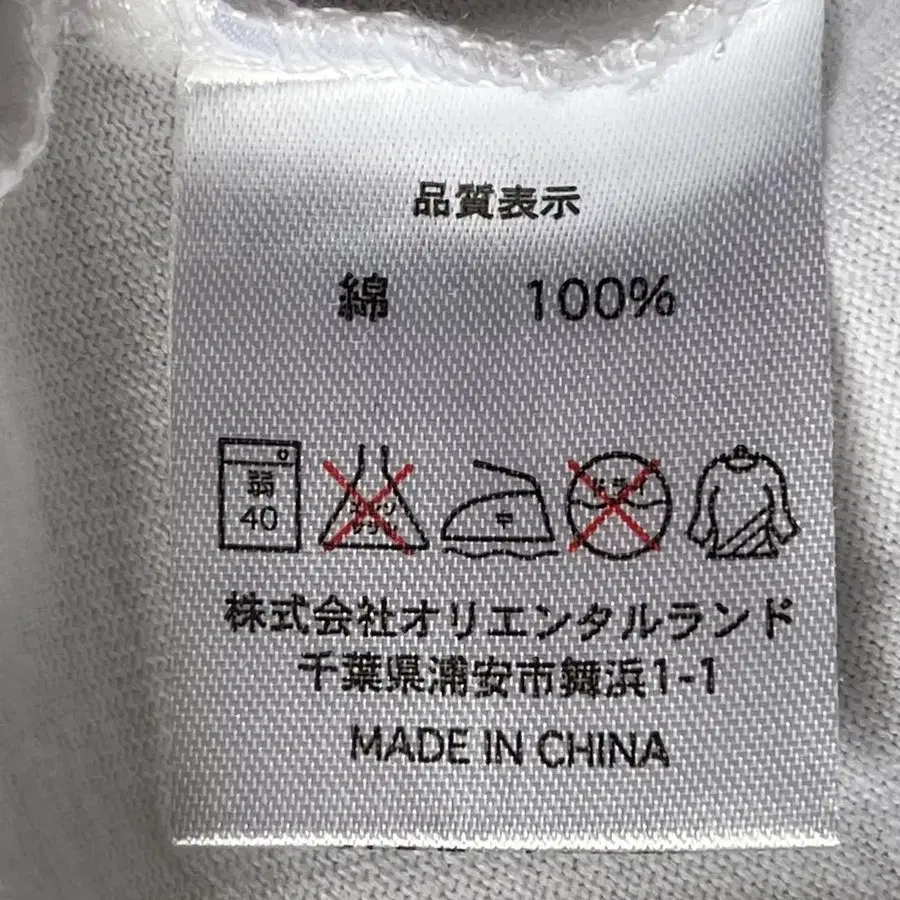 品質表示
綿 100%
弱 40 中
株式会社オリエンタルランド
千葉県浦安市舞浜1-1
MADE IN CHINA